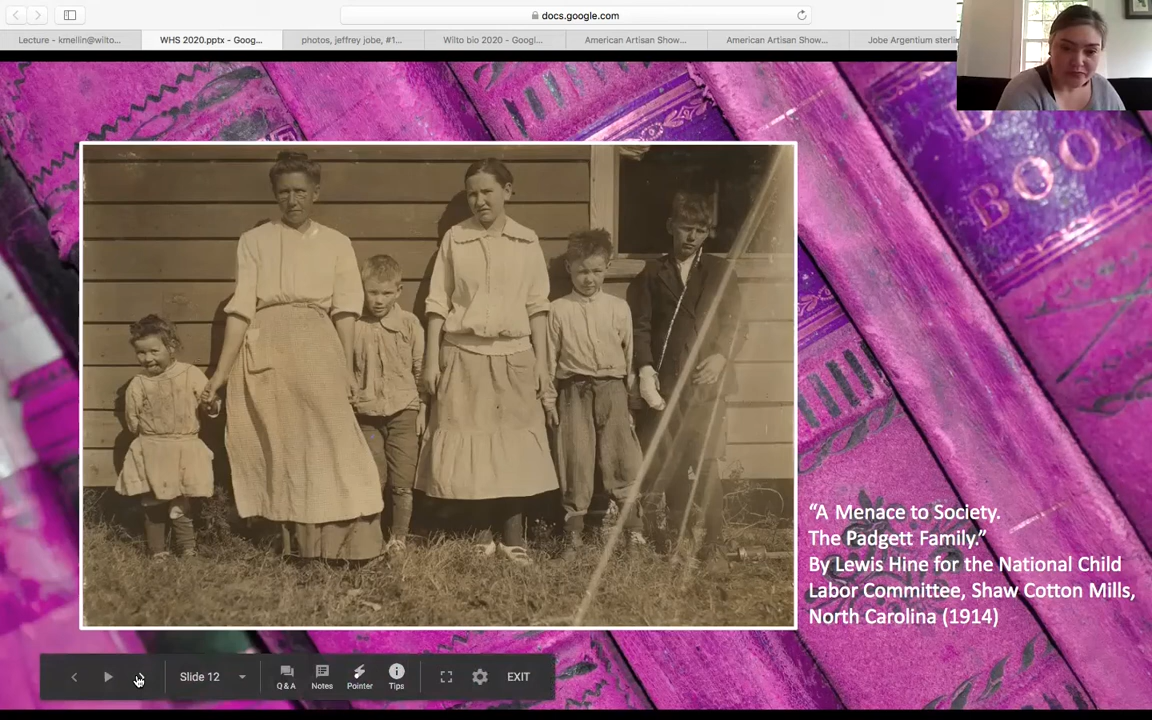 docs.google.com
Lecture - kmellin@wilto...
WHS 2020.pptx - Goog...
photos, jeffrey jobe, #1...
Wilto bio 2020 - Googl...
American Artisan Show...
American Artisan Show...
Jobe Argentium sterli
BOOK
“A Menace to Society.
The Padgett Family.”
By Lewis Hine for the National Child
Labor Committee, Shaw Cotton Mills,
North Carolina (1914)
Slide 12
Q & A
Notes
Pointer
Tips
EXIT